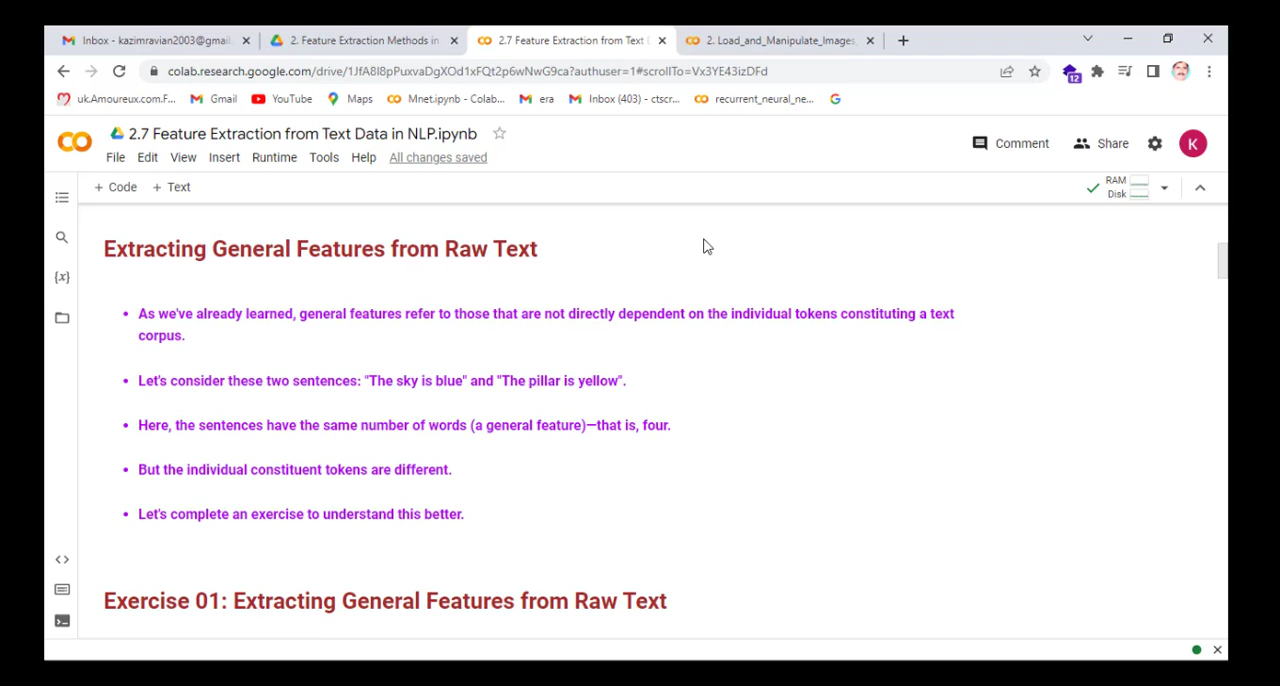 Inbox - kazimravian2003@gmail.
2. Feature Extraction Methods in
2.7 Feature Extraction from Text
2. Load_and_Manipulate_Images_
colab.research.google.com/drive/1JfA8I8pPuxvaDgXOd1xFQt2p6wNwG9ca?authuser=1#scrollTo=Vx3YE43izDFd
12
uk.Amoureux.com.F...
Gmail
YouTube
Maps
Mnet.ipynb - Colab...
era
Inbox (403) - ctscr...
recurrent_neural_ne...
2.7 Feature Extraction from Text Data in NLP.ipynb
File Edit View Insert Runtime Tools Help All changes saved
Comment
Share
K
+ Code + Text
RAM
Disk
Extracting General Features from Raw Text
{x}
• As we've already learned, general features refer to those that are not directly dependent on the individual tokens constituting a text
corpus.
• Let's consider these two sentences: "The sky is blue" and "The pillar is yellow".
• Here, the sentences have the same number of words (a general feature)—that is, four.
• But the individual constituent tokens are different.
• Let's complete an exercise to understand this better.
Exercise 01: Extracting General Features from Raw Text